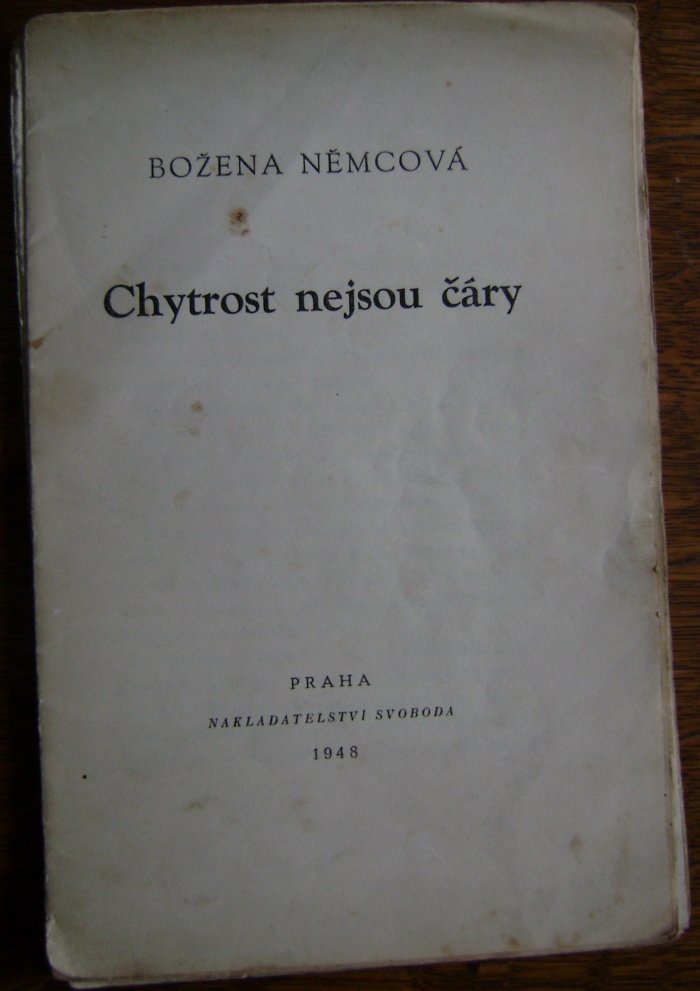 BOŽENA NĚMCOVÁ
Chytrost nejsou čáry
PRAHA
NAKLADATELSTVÍ SVOBODA
1948